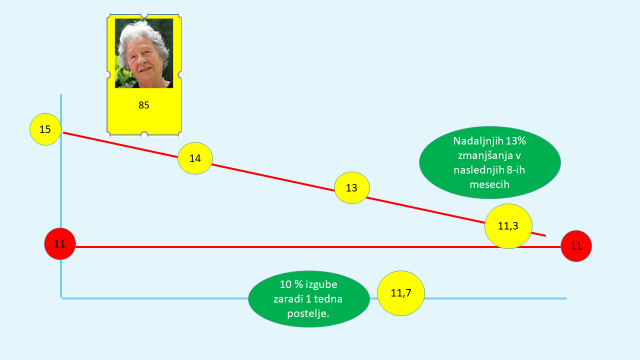 85
15
14
Nadaljnjih 13%
zmanjšanja v
naslednjih 8-ih
mesecih
13
11,3
11
11
10 % izgube
zaradi 1 tedna
postelje.
11,7